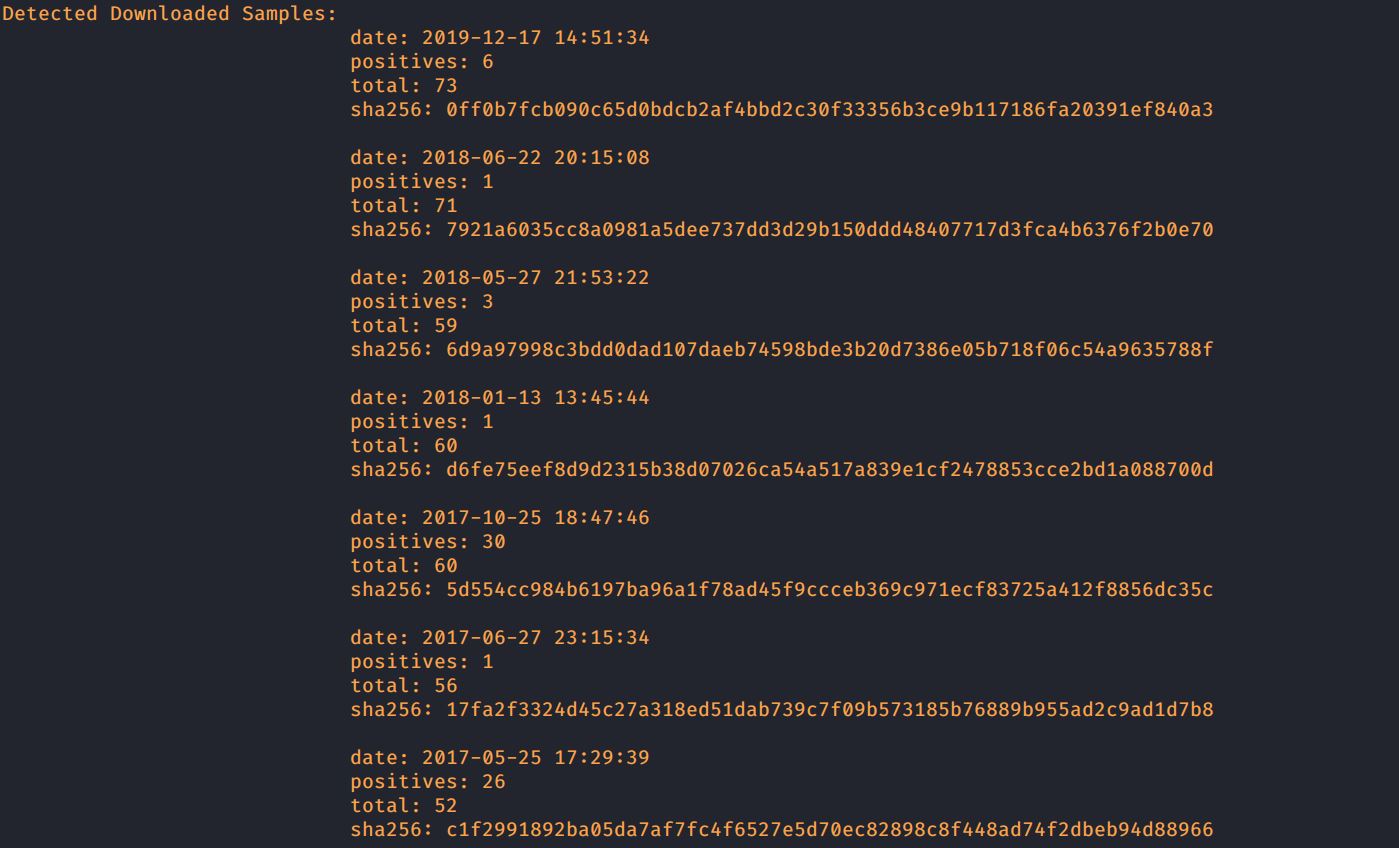 Detected Downloaded Samples:
date: 2019-12-17 14:51:34
positives: 6
total: 73
sha256: 0ff0b7fcb090c65d0bdcb2af4bbd2c30f33356b3ce9b117186fa20391ef840a3
date: 2018-06-22 20:15:08
positives: 1
total: 71
sha256: 7921a6035cc8a0981a5dee737dd3d29b150ddd48407717d3fca4b6376f2b0e70
date: 2018-05-27 21:53:22
positives: 3
total: 59
sha256: 6d9a97998c3bdd0dad107daeb74598bde3b20d7386e05b718f06c54a9635788f
date: 2018-01-13 13:45:44
positives: 1
total: 60
sha256: d6fe75eef8d9d2315b38d07026ca54a517a839e1cf2478853cce2bd1a088700d
date: 2017-10-25 18:47:46
positives: 30
total: 60
sha256: 5d554cc984b6197ba96a1f78ad45f9ccceb369c971ecf83725a412f8856dc35c
date: 2017-06-27 23:15:34
positives: 1
total: 56
sha256: 17fa2f3324d45c27a318ed51dab739c7f09b573185b76889b955ad2c9ad1d7b8
date: 2017-05-25 17:29:39
positives: 26
total: 52
sha256: c1f2991892ba05da7af7fc4f6527e5d70ec82898c8f448ad74f2dbeb94d88966